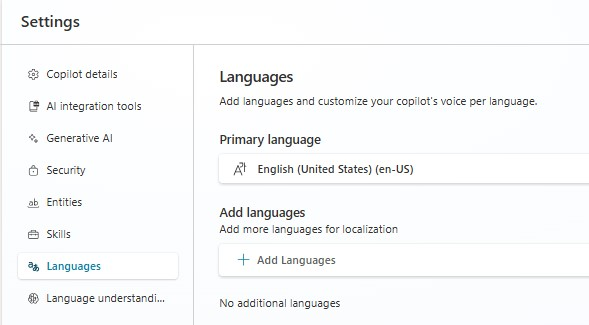 Settings
Copilot details
AI integration tools
Generative AI
Security
Entities
Skills
Languages
Language understandi...
Languages
Add languages and customize your copilot's voice per language.
Primary language
English (United States) (en-US)
Add languages
Add more languages for localization
Add Languages
No additional languages